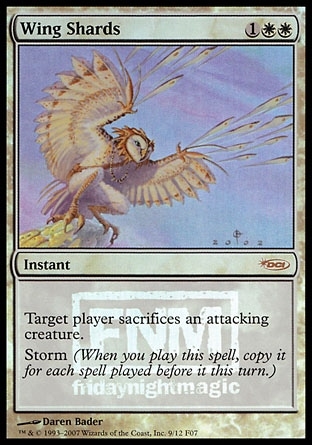 Wing Shards 1
2002
Instant
DCI
FNM
Target player sacrifices an attacking
creature.
Storm (When you play this spell, copy it
for each spell played before it this turn.)
fridaynightmagic
Daren Bader
™ & © 1993-2007 Wizards of the Coast, Inc. 9/12 F07